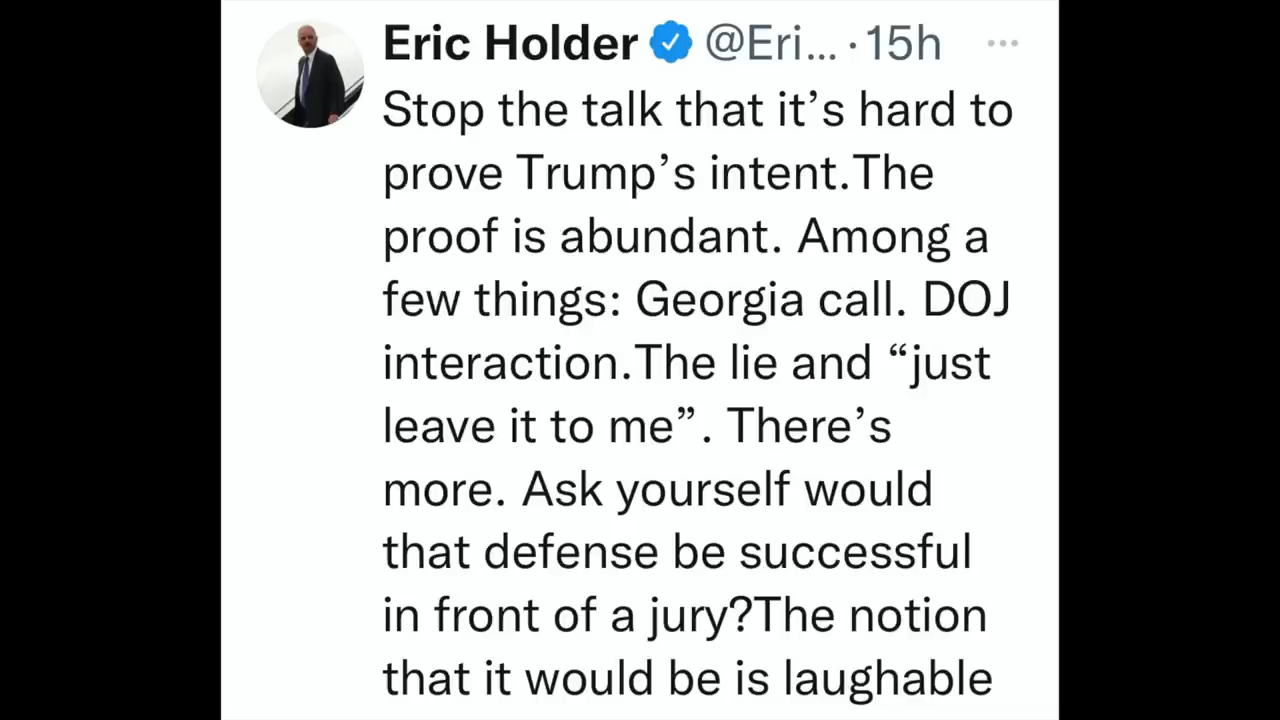 Eric Holder @Eri... · 15h ...
Stop the talk that it’s hard to
prove Trump’s intent.The
proof is abundant. Among a
few things: Georgia call. DOJ
interaction.The lie and “just
leave it to me”. There’s
more. Ask yourself would
that defense be successful
in front of a jury?The notion
that it would be is laughable